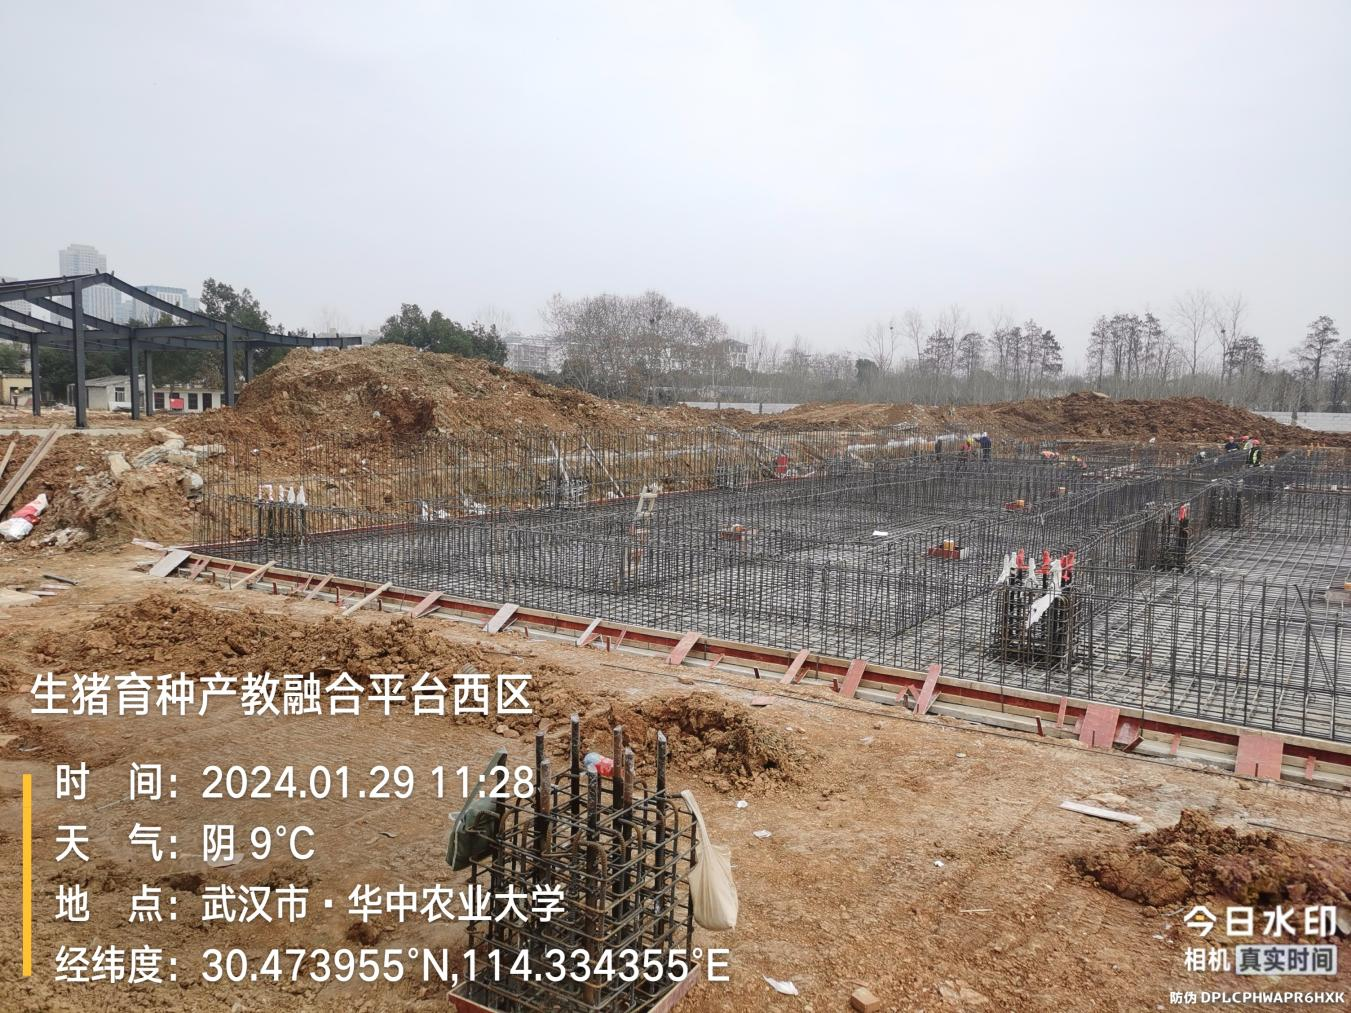 生猪育种产教融合平台西区
时 间：2024.01.29 11:28
天 气：阴 9°C
地 点：武汉市·华中农业大学
经纬度：30.473955°N,114.334355°E
今日水印
相机 真实时间
防伪 DPLCPHWAPR6HXK